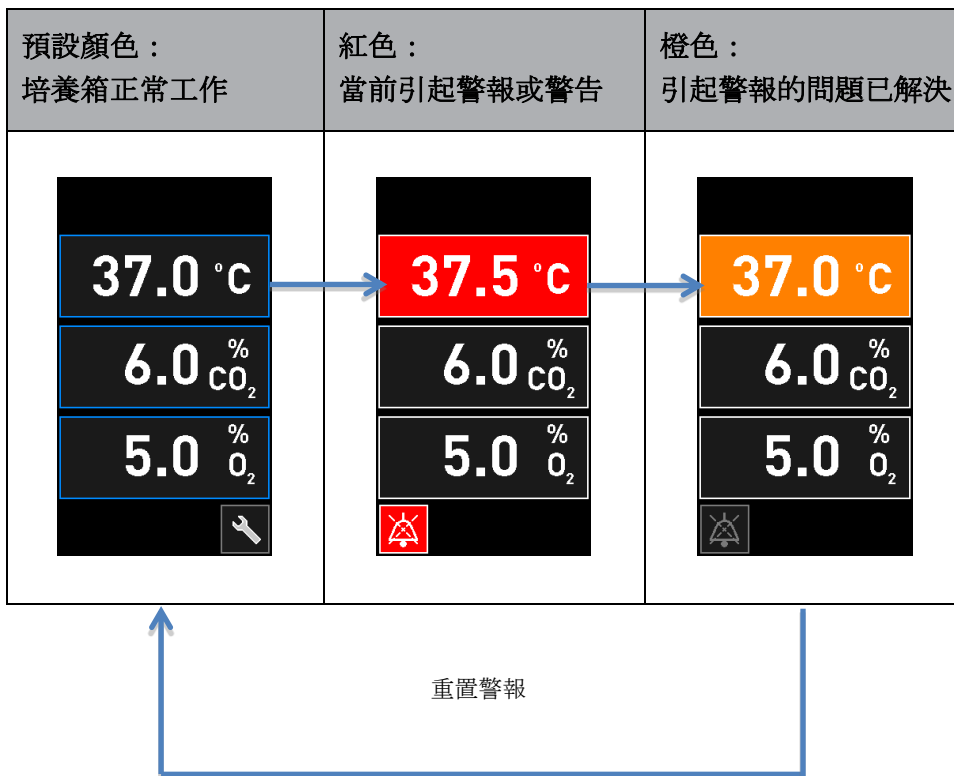 預設顏色：
培養箱正常工作
紅色：
當前引起警報或警告
橙色：
引起警報的問題已解決
37.0 °C
6.0 % CO₂
5.0 % O₂
37.5 °C
6.0 % CO₂
5.0 % O₂
37.0 °C
6.0 % CO₂
5.0 % O₂
重置警報